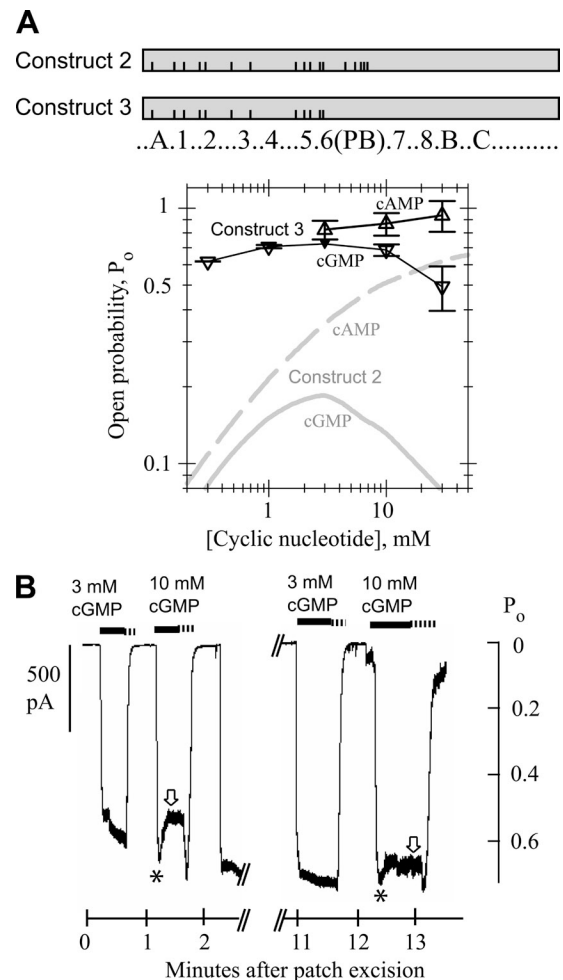 A
Construct 2
Construct 3
..A.1..2...3..4...5.6(PB).7..8.B..C..........
1
0.5
0.1
Open probability, Po
Construct 3
cAMP
cGMP
cAMP
Construct 2
cGMP
1
10
[Cyclic nucleotide], mM
B
3 mM
cGMP
10 mM
cGMP
3 mM
cGMP
10 mM
cGMP
Po
500
pA
0
0.2
0.4
0.6
*
*
0
1
2
11
12
13
Minutes after patch excision